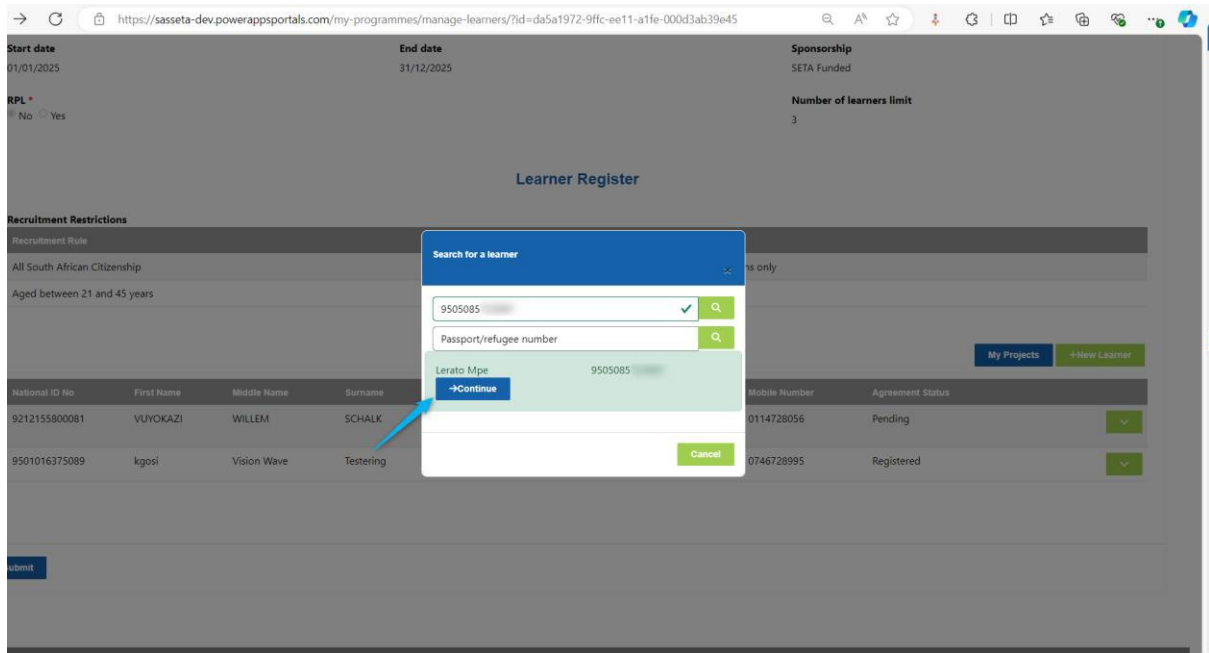 https://sasseta-dev.powerappsportals.com/my-programmes/manage-learners/?id=da5a1972-9ffc-ee11-a1fe-000d3ab39e45
Start date End date Sponsorship
01/01/2025 31/12/2025 SETA Funded
RPL * Number of learners limit
No Yes 3
Learner Register
Recruitment Restrictions
Recruitment Rule
Search for a learner
All South African Citizenship ns only
Aged between 21 and 45 years
9505085
Passport/refugee number
My Projects +New Learner
Lerato Mpe 9505085
→Continue
National ID No First Name Middle Name Surname Mobile Number Agreement Status
9212155800081 VUYOKAZI WILLEM SCHALK 0114728056 Pending
Cancel
9501016375089 kgosi Vision Wave Testering 0746728995 Registered
ubmit